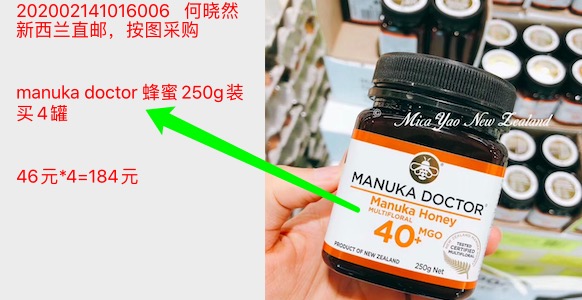 202002141016006 何晓然
新西兰直邮，按图采购
manuka doctor 蜂蜜250g装
买4罐
46元*4=184元
Mica Yao New Zealand
MANUKA DOCTOR
Manuka Honey
MULTIFLORAL
40+ MGO
TESTED
CERTIFIED
MULTIFLORAL
PRODUCT OF NEW ZEALAND
250g Net